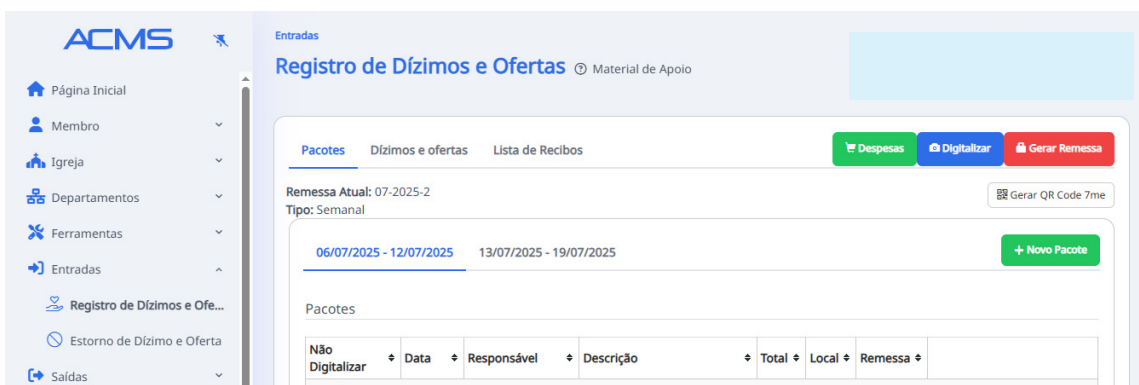 ACMS
Página Inicial
Membro
Igreja
Departamentos
Ferramentas
Entradas
Registro de Dízimos e Ofe...
Estorno de Dízimo e Oferta
Saídas
Entradas
Registro de Dízimos e Ofertas ? Material de Apoio
Pacotes Dízimos e ofertas Lista de Recibos Despesas Digitalizar Gerar Remessa
Remessa Atual: 07-2025-2
Tipo: Semanal
Gerar QR Code 7me
06/07/2025 - 12/07/2025 13/07/2025 - 19/07/2025 + Novo Pacote
Pacotes
Não Digitalizar Data Responsável Descrição Total Local Remessa